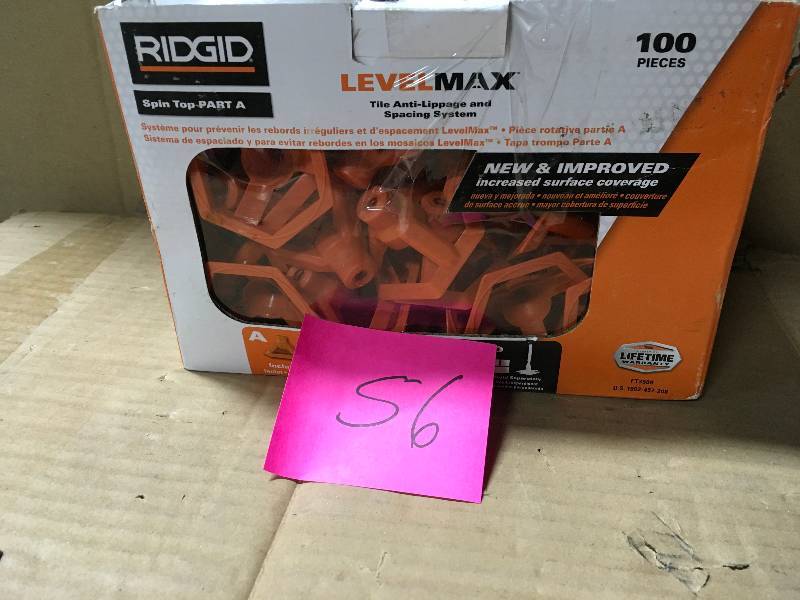 RIDGID
Spin Top-PART A
LEVELMAX™
Tile Anti-Lippage and
Spacing System
100
PIECES
Système pour prévenir les rebords irréguliers et d'espacement LevelMax™ • Pièce rotative partie A
Sistema de espaciado y para evitar rebordes en los mosaicos LevelMax™ • Tapa trompo Parte A
NEW & IMPROVED
increased surface coverage
nueva y mejorada • nouveau et amélioré • couverture
de surface accrue • mayor cobertura de superficie
A
LIFETIME
WARRANTY
S6